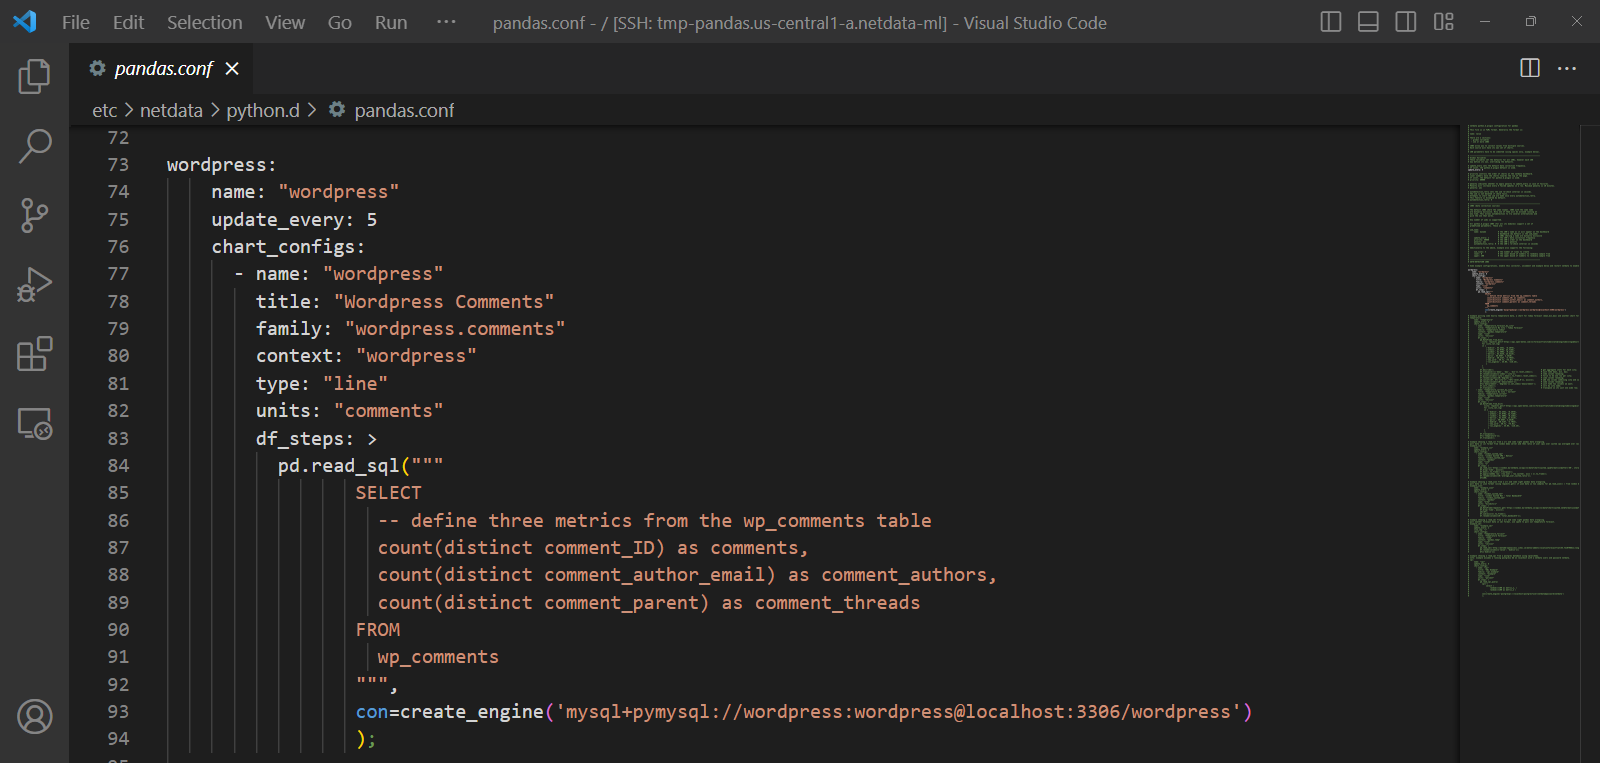 File Edit Selection View Go Run ··· pandas.conf - / [SSH: tmp-pandas.us-central1-a.netdata-ml] - Visual Studio Code
pandas.conf
etc > netdata > python.d > pandas.conf
72
73 wordpress:
74 name: "wordpress"
75 update_every: 5
76 chart_configs:
77 - name: "wordpress"
78 title: "Wordpress Comments"
79 family: "wordpress.comments"
80 context: "wordpress"
81 type: "line"
82 units: "comments"
83 df_steps: >
84 pd.read_sql("""
85 SELECT
86 -- define three metrics from the wp_comments table
87 count(distinct comment_ID) as comments,
88 count(distinct comment_author_email) as comment_authors,
89 count(distinct comment_parent) as comment_threads
90 FROM
91 wp_comments
92 """,
93 con=create_engine('mysql+pymysql://wordpress:wordpress@localhost:3306/wordpress')
94 );